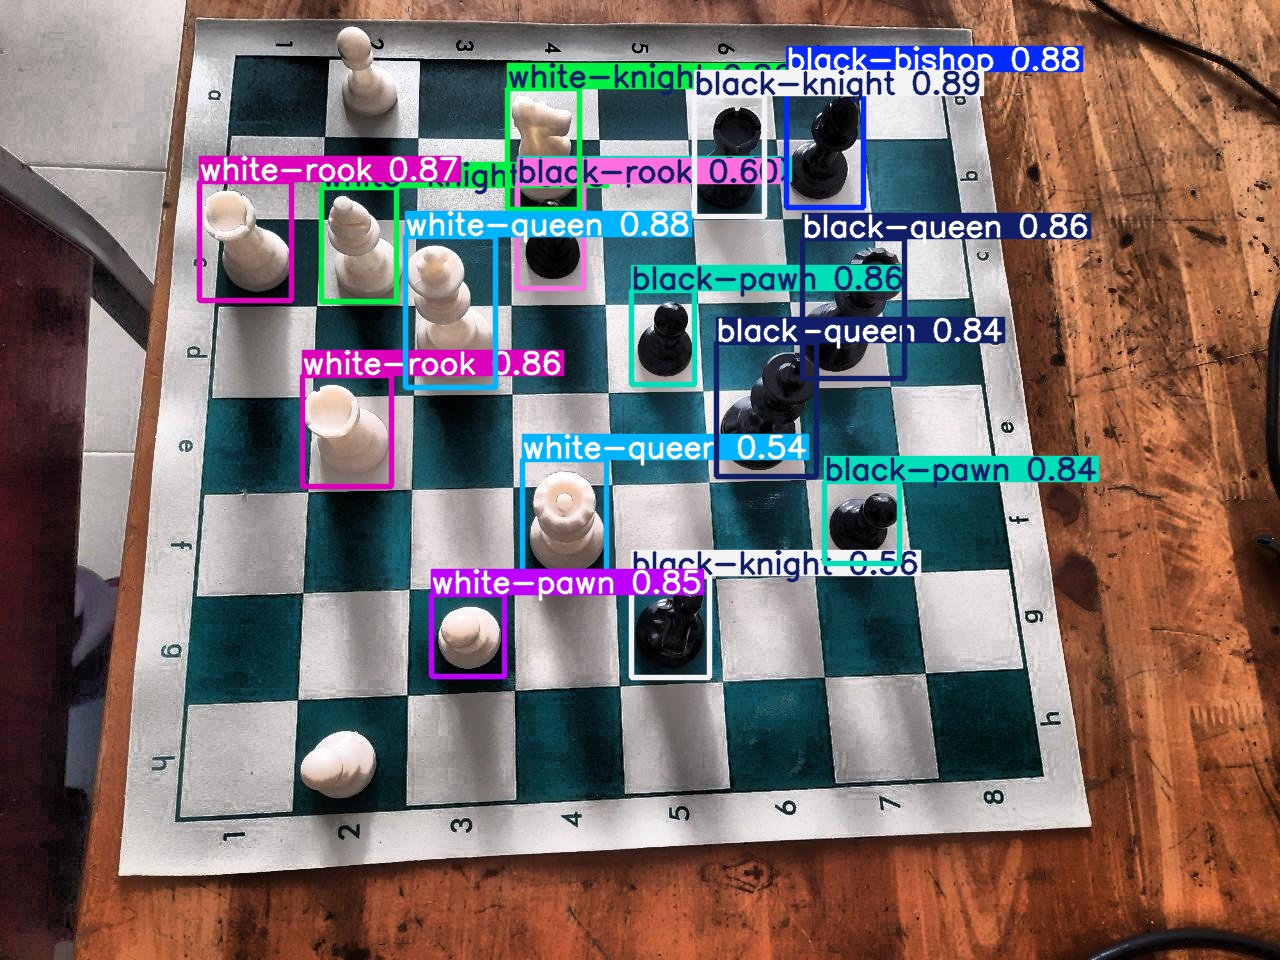 1 2 3 4 5 6
black-bishop 0.88
white-knight
black-knight 0.89
a
white-rook 0.87
black-rook 0.60
b
white-queen 0.88
black-queen 0.86
c
c
black-pawn 0.86
black-queen 0.84
d
white-rook 0.86
e
e
white-queen 0.54
black-pawn 0.84
f
f
black-knight 0.56
white-pawn 0.85
g
g
h
h
1 2 3 4 5 6 7 8